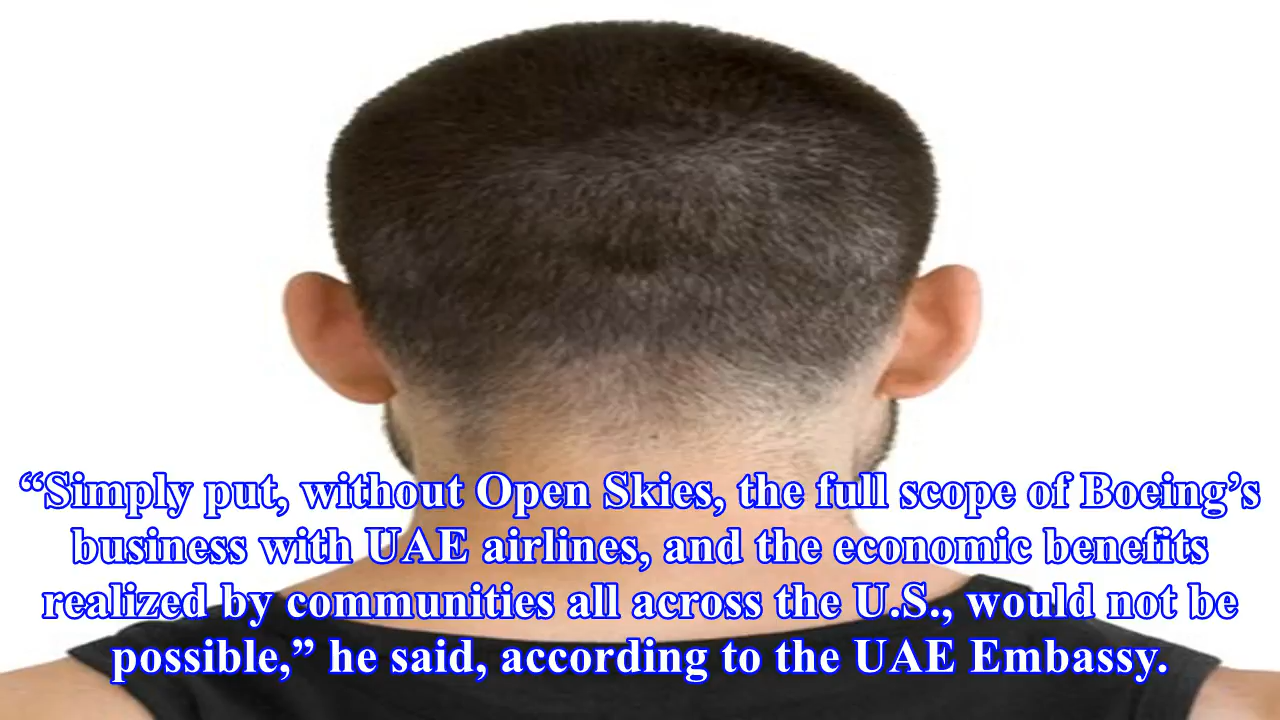 “Simply put, without Open Skies, the full scope of Boeing’s
business with UAE airlines, and the economic benefits
realized by communities all across the U.S., would not be
possible,” he said, according to the UAE Embassy.